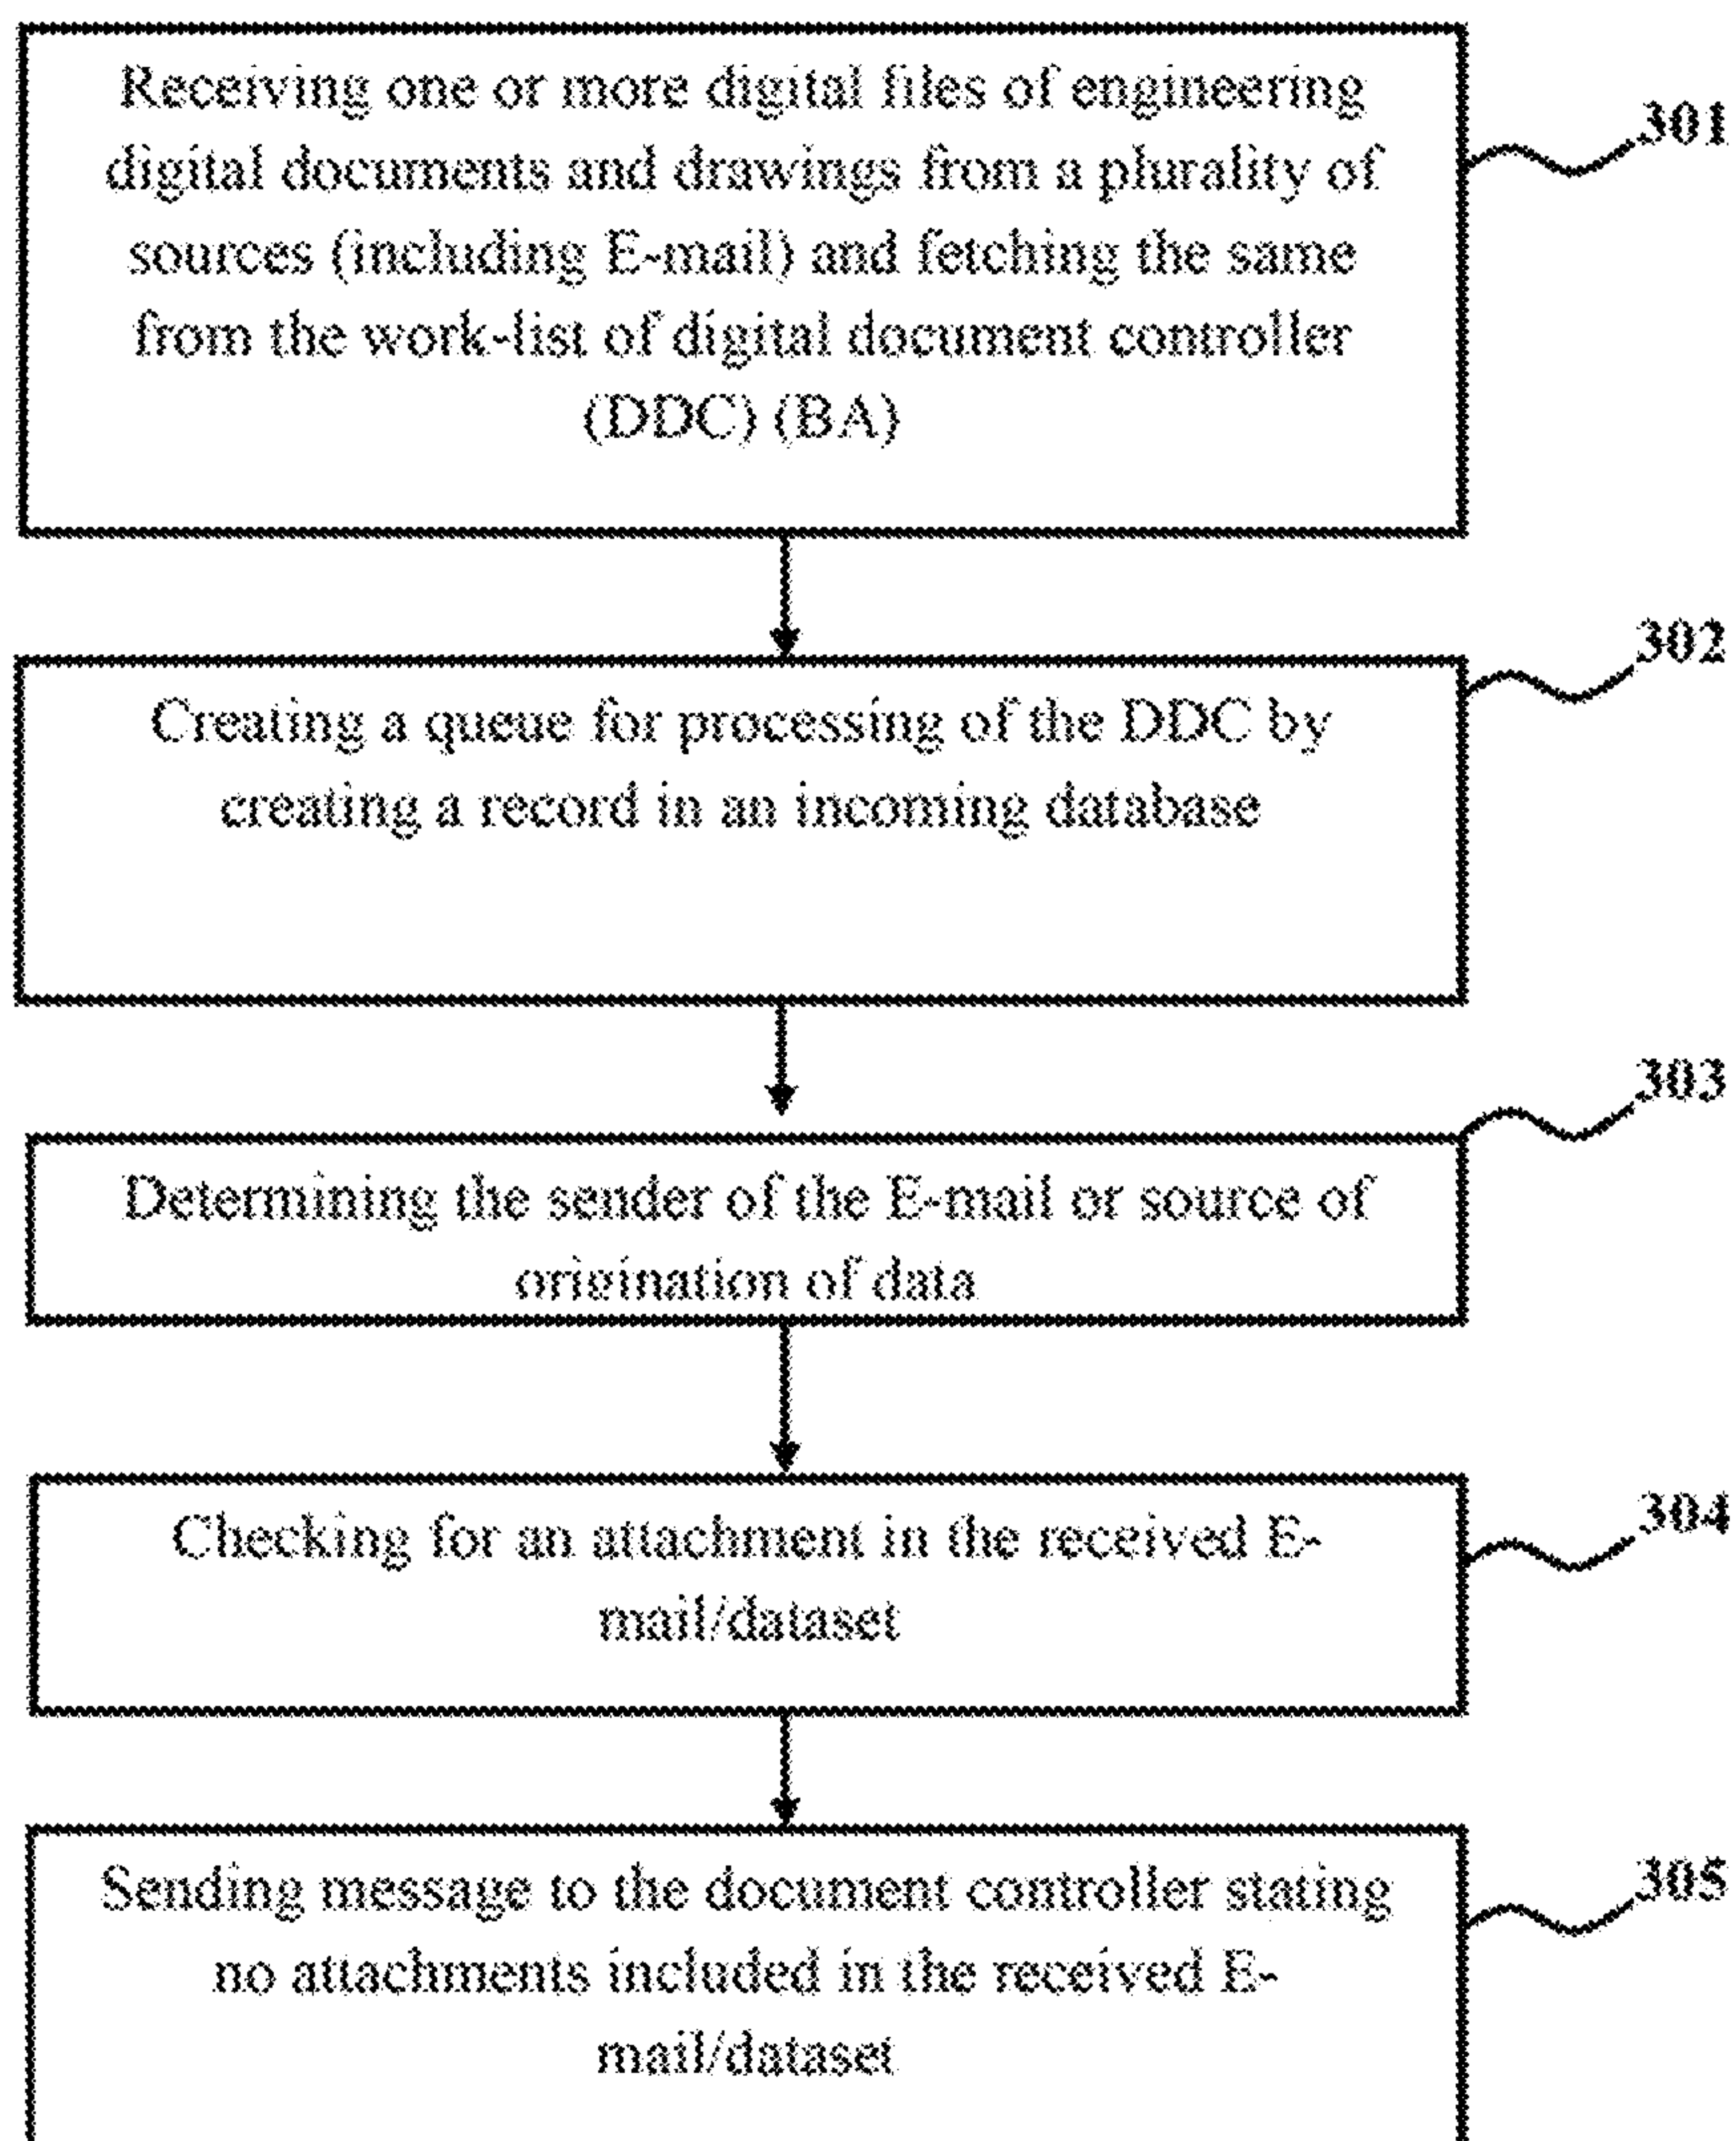 Receiving one or more digital files of engineering
digital documents and drawings from a plurality of
sources (including E-mail) and fetching the same
from the work-list of digital document controller
(DDC) (BA)
301
Creating a queue for processing of the DDC by
creating a record in an incoming database
302
Determining the sender of the E-mail or source of
origination of data
303
Checking for an attachment in the received E-
mail/dataset
304
Sending message to the document controller stating
no attachments included in the received E-
mail/dataset
305